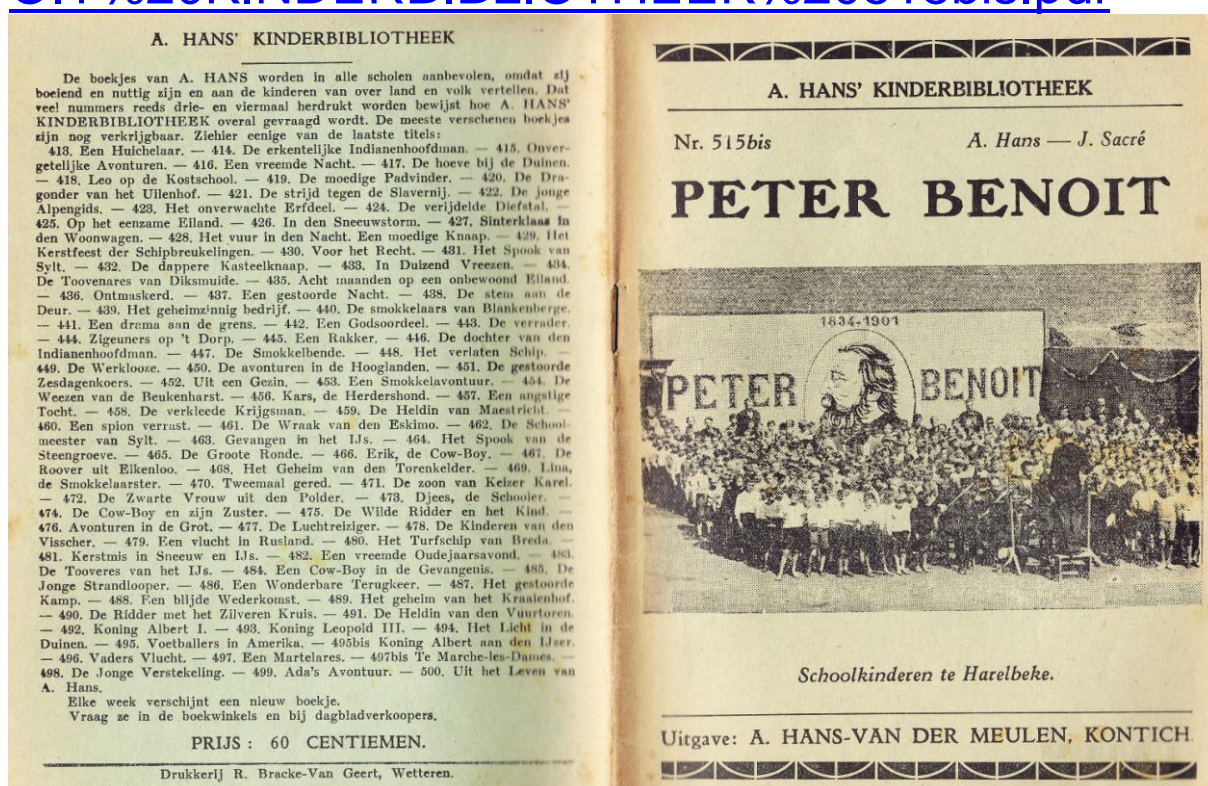 A. HANS' KINDERBIBLIOTHEEK
De boekjes van A. HANS worden in alle scholen aanbevolen, omdat zij
boeiend en nuttig zijn en aan de kinderen van over land en volk vertellen. Dat
veel nummers reeds drie- en viermaal herdrukt worden bewijst hoe A. HANS'
KINDERBIBLIOTHEEK overal gevraagd wordt. De meeste verschenen boekjes
zijn nog verkrijgbaar. Ziehier eenige van de laatste titels:
413. Een Huichelaar. — 414. De erkentelijke Indianenhoofdman. — 415. Onver-
getelijke Avonturen. — 416. Een vreemde Nacht. — 417. De hoeve bij de Duinen.
— 418. Leo op de Kostschool. — 419. De moedige Padvinder. — 420. De Dra-
gonder van het Uilenhof. — 421. De strijd tegen de Slavernij. — 422. De jonge
Alpengids. — 423. Het onverwachte Erfdeel. — 424. De verijdelde Diefstal. —
425. Op het eenzame Eiland. — 426. In den Sneeuwstorm. — 427. Sinterklaas in
den Woonwagen. — 428. Het vuur in den Nacht. Een moedige Knaap. — 429. Het
Kerstfeest der Schipbreukelingen. — 430. Voor het Recht. — 431. Het Spook van
Sylt. — 432. De dappere Kasteelknaap. — 433. In Duizend Vreezen. — 434.
De Toovenares van Diksmuide. — 435. Acht maanden op een onbewoond Eiland.
— 436. Ontmaskerd. — 437. Een gestoorde Nacht. — 438. De stem aan de
Deur. — 439. Het geheimzinnig bedrijf. — 440. De smokkelaars van Blankenberge.
— 441. Een drama aan de grens. — 442. Een Godsoordeel. — 443. De verrader.
— 444. Zigeuners op 't Dorp. — 445. Een Rakker. — 446. De dochter van den
Indianenhoofdman. — 447. De Smokkelbende. — 448. Het verlaten Schip. —
449. De Werklooze. — 450. De avonturen in de Hooglanden. — 451. De gestoorde
Zesdagenkoers. — 452. Uit een Gezin. — 453. Een Smokkelavontuur. — 454. De
Weezen van de Beukenharst. — 456. Kars, de Herdershond. — 457. Een angstige
Tocht. — 458. De verkleede Krijgsman. — 459. De Heldin van Maestricht. —
460. Een spion verrast. — 461. De Wraak van den Eskimo. — 462. De School-
meester van Sylt. — 463. Gevangen in het IJs. — 464. Het Spook van de
Steengroeve. — 465. De Groote Ronde. — 466. Erik, de Cow-Boy. — 467. De
Roover uit Eikenloo. — 468. Het Geheim van den Torenkelder. — 469. Lina,
de Smokkelaarster. — 470. Tweemaal gered. — 471. De zoon van Keizer Karel.
— 472. De Zwarte Vrouw uit den Polder. — 473. Djees, de Schooier. —
474. De Cow-Boy en zijn Zuster. — 475. De Wilde Ridder en het Kind. —
476. Avonturen in de Grot. — 477. De Luchtreiziger. — 478. De Kinderen van den
Visscher. — 479. Een vlucht in Rusland. — 480. Het Turfschip van Breda. —
481. Kerstmis in Sneeuw en IJs. — 482. Een vreemde Oudejaarsavond. — 483.
De Tooveres van het IJs. — 484. Een Cow-Boy in de Gevangenis. — 485. De
Jonge Strandlooper. — 486. Een Wonderbare Terugkeer. — 487. Het gestoorde
Kamp. — 488. Een blijde Wederkomst. — 489. Het geheim van het Kraaienhof.
— 490. De Ridder met het Zilveren Kruis. — 491. De Heldin van den Vuurtoren.
— 492. Koning Albert I. — 493. Koning Leopold III. — 494. Het Licht in de
Duinen. — 495. Voetballers in Amerika. — 495bis Koning Albert aan den IJzer.
— 496. Vaders Vlucht. — 497. Een Martelares. — 497bis Te Marche-les-Dames. —
498. De Jonge Verstekeling. — 499. Ada's Avontuur. — 500. Uit het Leven van
A. Hans.
Elke week verschijnt een nieuw boekje.
Vraag ze in de boekwinkels en bij dagbladverkoopers.
PRIJS : 60 CENTIEMEN.
Drukkerij R. Bracke-Van Geert, Wetteren.
A. HANS' KINDERBIBLIOTHEEK
Nr. 515bis A. Hans — J. Sacré
PETER BENOIT
1834-1901
PETER BENOIT
Schoolkinderen te Harelbeke.
Uitgave: A. HANS-VAN DER MEULEN, KONTICH.